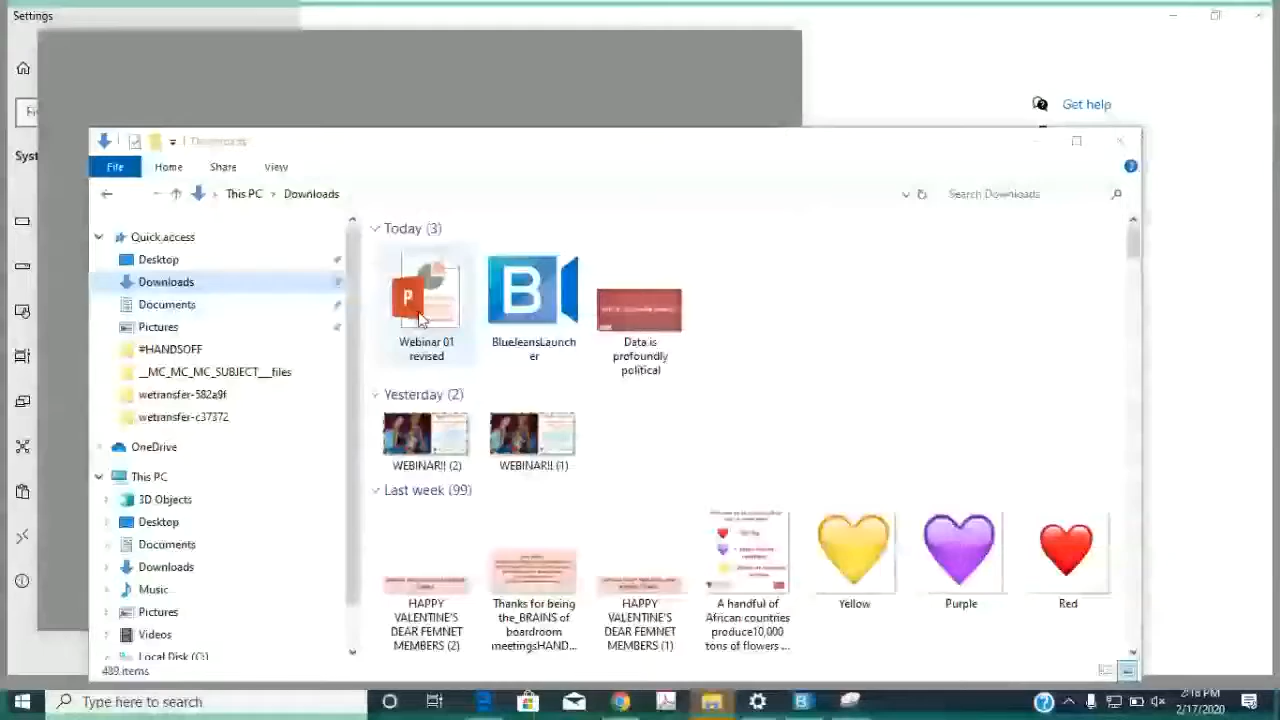 Settings
Get help
Downloads
File Home Share View
This PC > Downloads
Search Downloads
Quick access
Desktop
Downloads
Documents
Pictures
#HANDSOFF
__MC_MC_MC_SUBJECT___files
wetransfer-582a9f
wetransfer-c37372
OneDrive
This PC
3D Objects
Desktop
Documents
Downloads
Music
Pictures
Videos
Local Disk (C:)
Today (3)
Webinar 01
revised
BlueJeansLaunch
er
Data is
profoundly
political
Yesterday (2)
WEBINAR!! (2)
WEBINAR!! (1)
Last week (99)
HAPPY
VALENTINE'S
DEAR FEMNET
MEMBERS (2)
Thanks for being
the_BRAINS of
boardroom
meetingsHAND...
HAPPY
VALENTINE'S
DEAR FEMNET
MEMBERS (1)
A handful of
African countries
produce10,000
tons of flowers ...
Yellow
Purple
Red
489 items
Type here to search
2:18 PM
2/17/2020